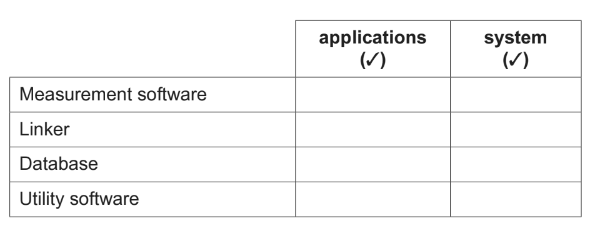 applications system
(✓) (✓)
Measurement software
Linker
Database
Utility software